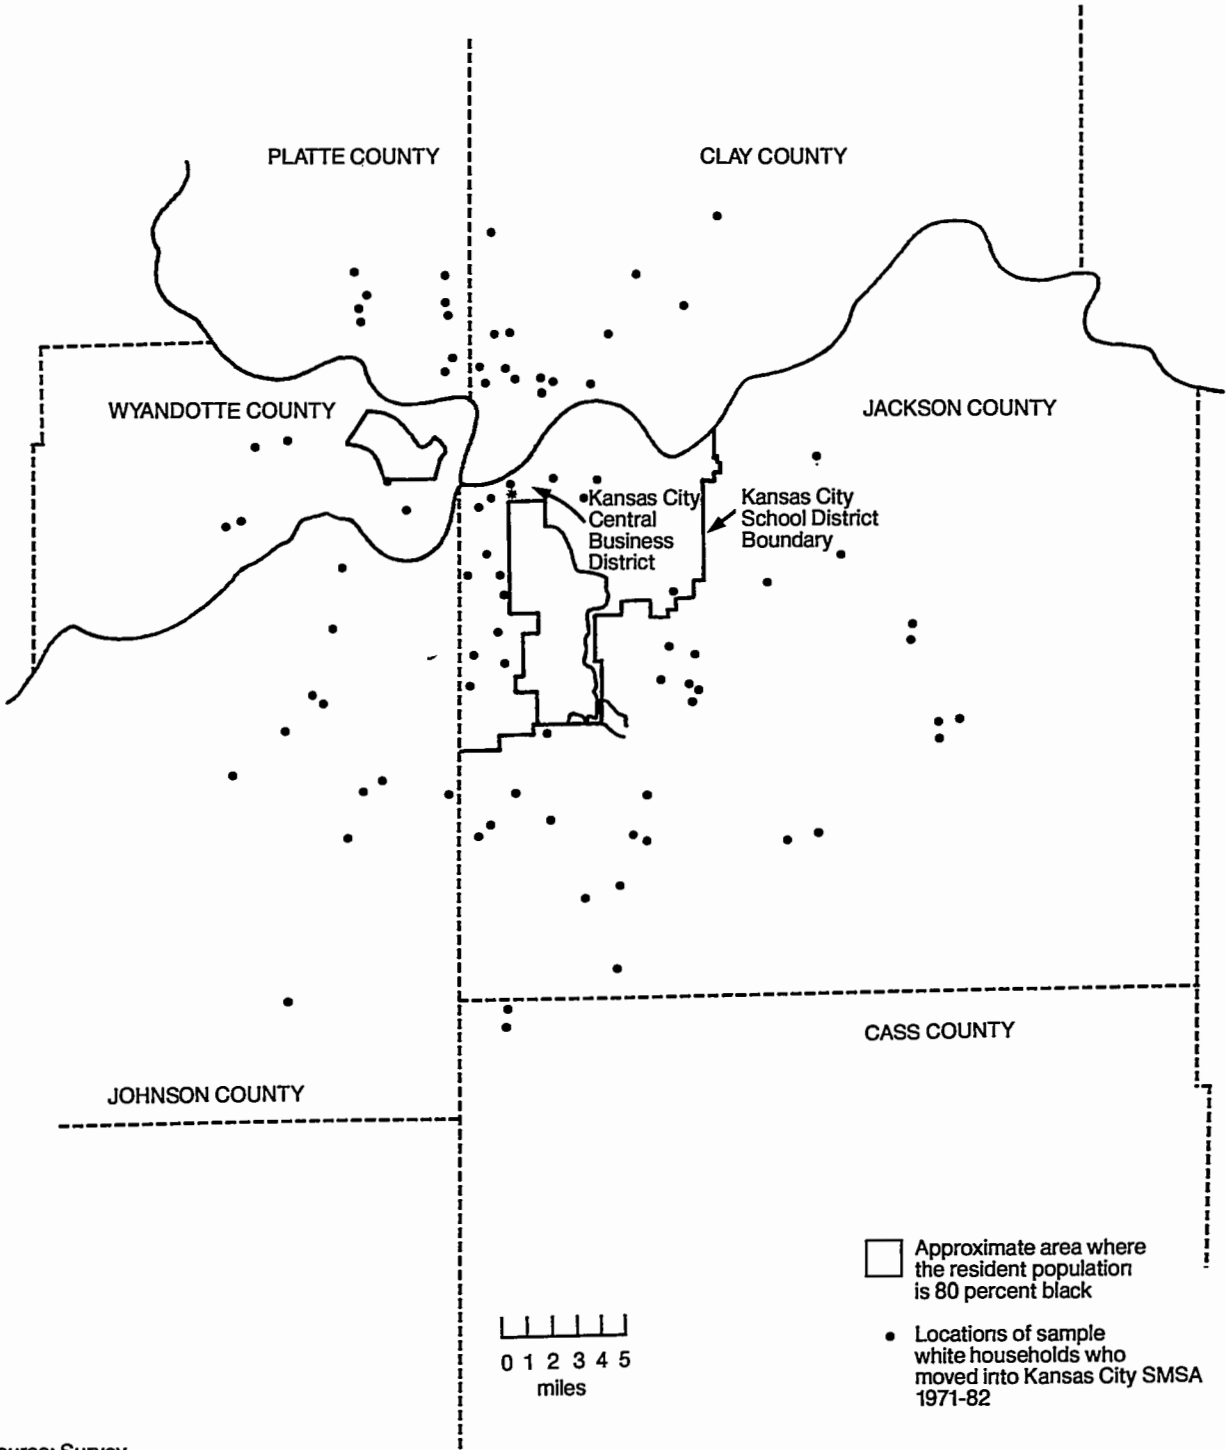 PLATTE COUNTY
CLAY COUNTY
WYANDOTTE COUNTY
JACKSON COUNTY
Kansas City
Central
Business
District
Kansas City
School District
Boundary
CASS COUNTY
JOHNSON COUNTY
Approximate area where
the resident population
is 80 percent black
0 1 2 3 4 5
miles
Locations of sample
white households who
moved into Kansas City SMSA
1971-82
Survey